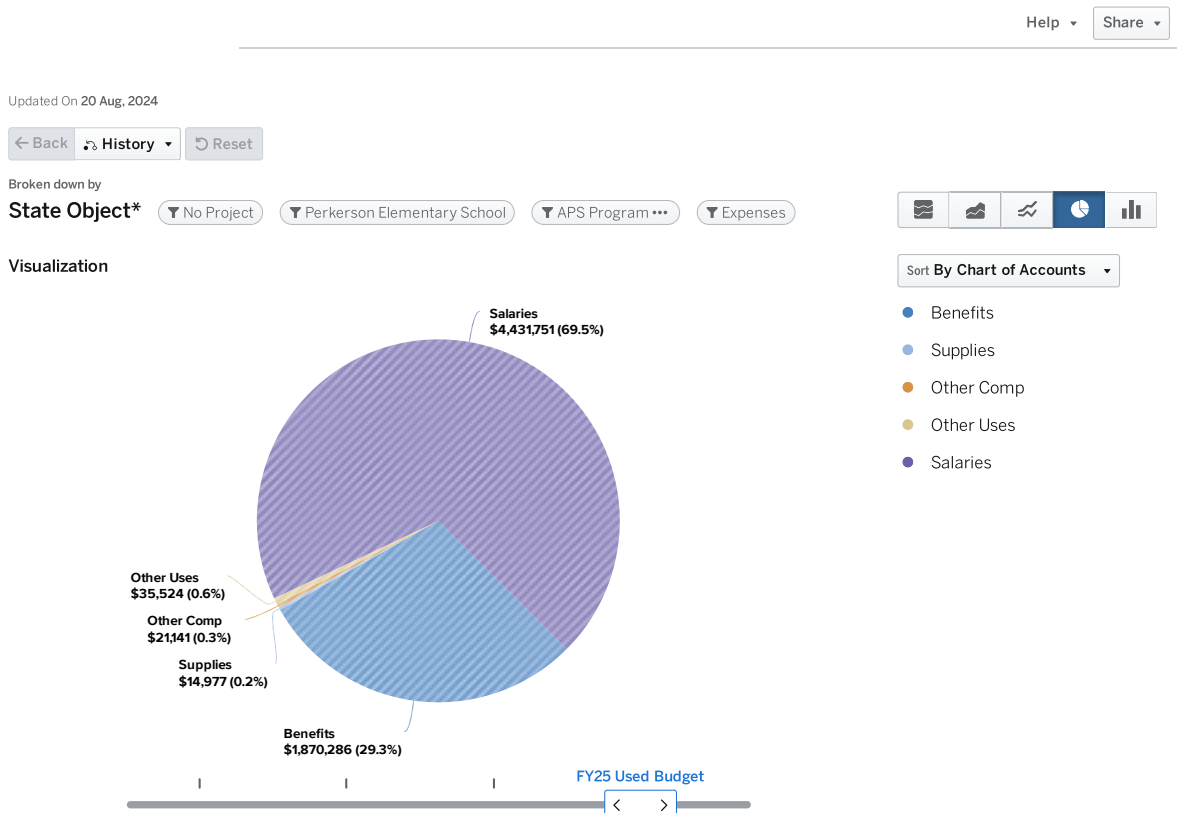 Help
Share
Updated On 20 Aug, 2024
Back
History
Reset
Broken down by
State Object*
No Project
Perkerson Elementary School
APS Program •••
Expenses
Visualization
Sort By Chart of Accounts
Benefits
Supplies
Other Comp
Other Uses
Salaries
Salaries
$4,431,751 (69.5%)
Other Uses
$35,524 (0.6%)
Other Comp
$21,141 (0.3%)
Supplies
$14,977 (0.2%)
Benefits
$1,870,286 (29.3%)
FY25 Used Budget